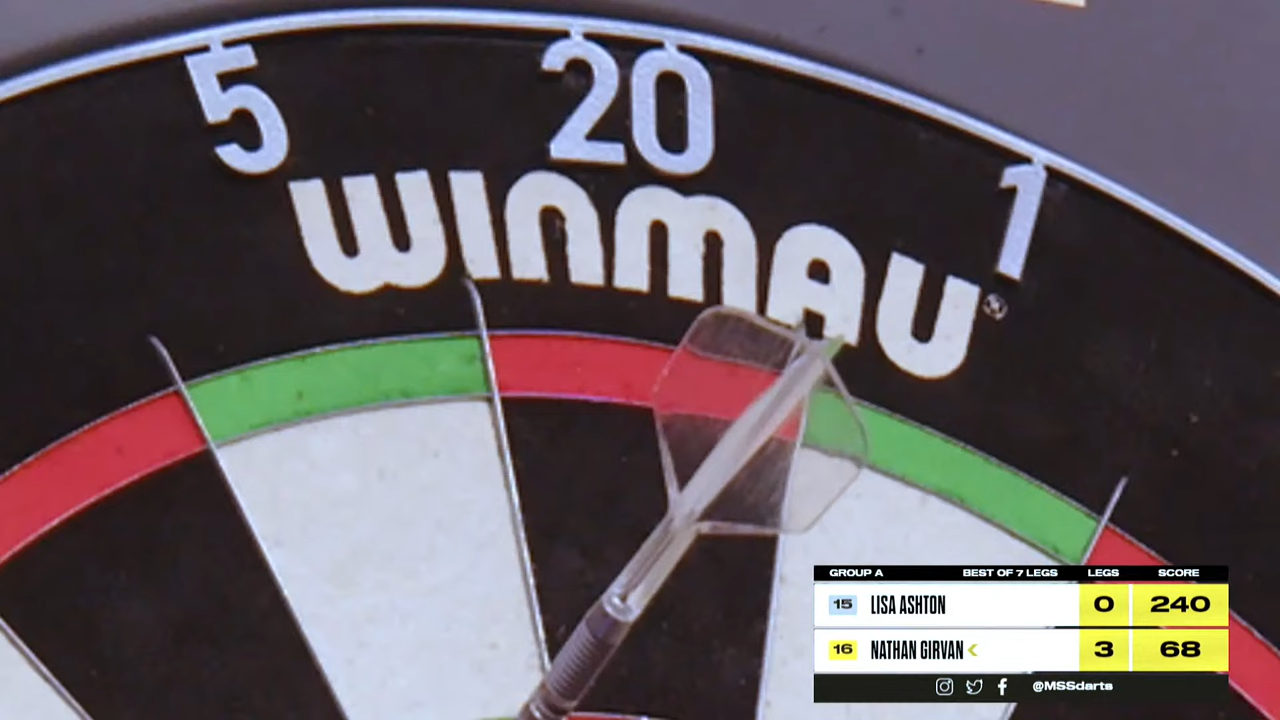 5 20 1
WINMAU®
GROUP A BEST OF 7 LEGS LEGS SCORE
15 LISA ASHTON 0 240
16 NATHAN GIRVAN 3 68
@MSSdarts